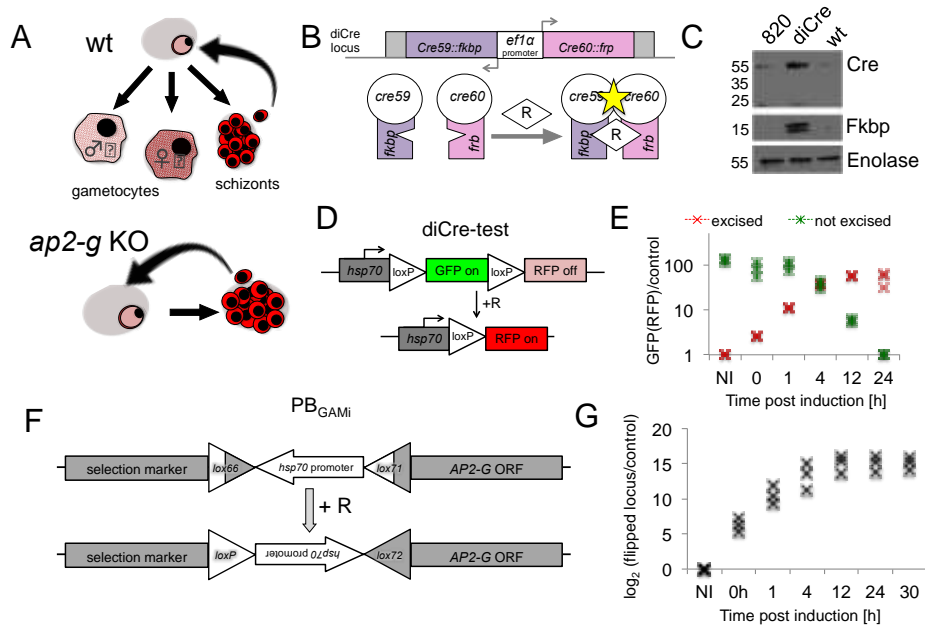 A
wt
♂ ?
♀ ?
gametocytes
schizonts
ap2-g KO
B
diCre
locus
Cre59::fkbp
ef1α
promoter
Cre60::frp
cre59
cre60
fkbp
frb
R
cre59
cre60
R
fkbp
frb
C
820
diCre
wt
55
35
25
Cre
15
Fkbp
55
Enolase
D
diCre-test
hsp70
loxP
GFP on
loxP
RFP off
+R
hsp70
loxP
RFP on
E
excised
not excised
GFP(RFP)/control
100
10
1
NI 0 1 4 12 24
Time post induction [h]
F
PBGAMi
selection marker
lox66
hsp70 promoter
lox71
AP2-G ORF
+ R
selection marker
loxP
hsp70 promoter
lox72
AP2-G ORF
G
log2 (flipped locus/control)
20
15
10
5
0
NI 0h 1 4 12 24 30
Time post induction [h]